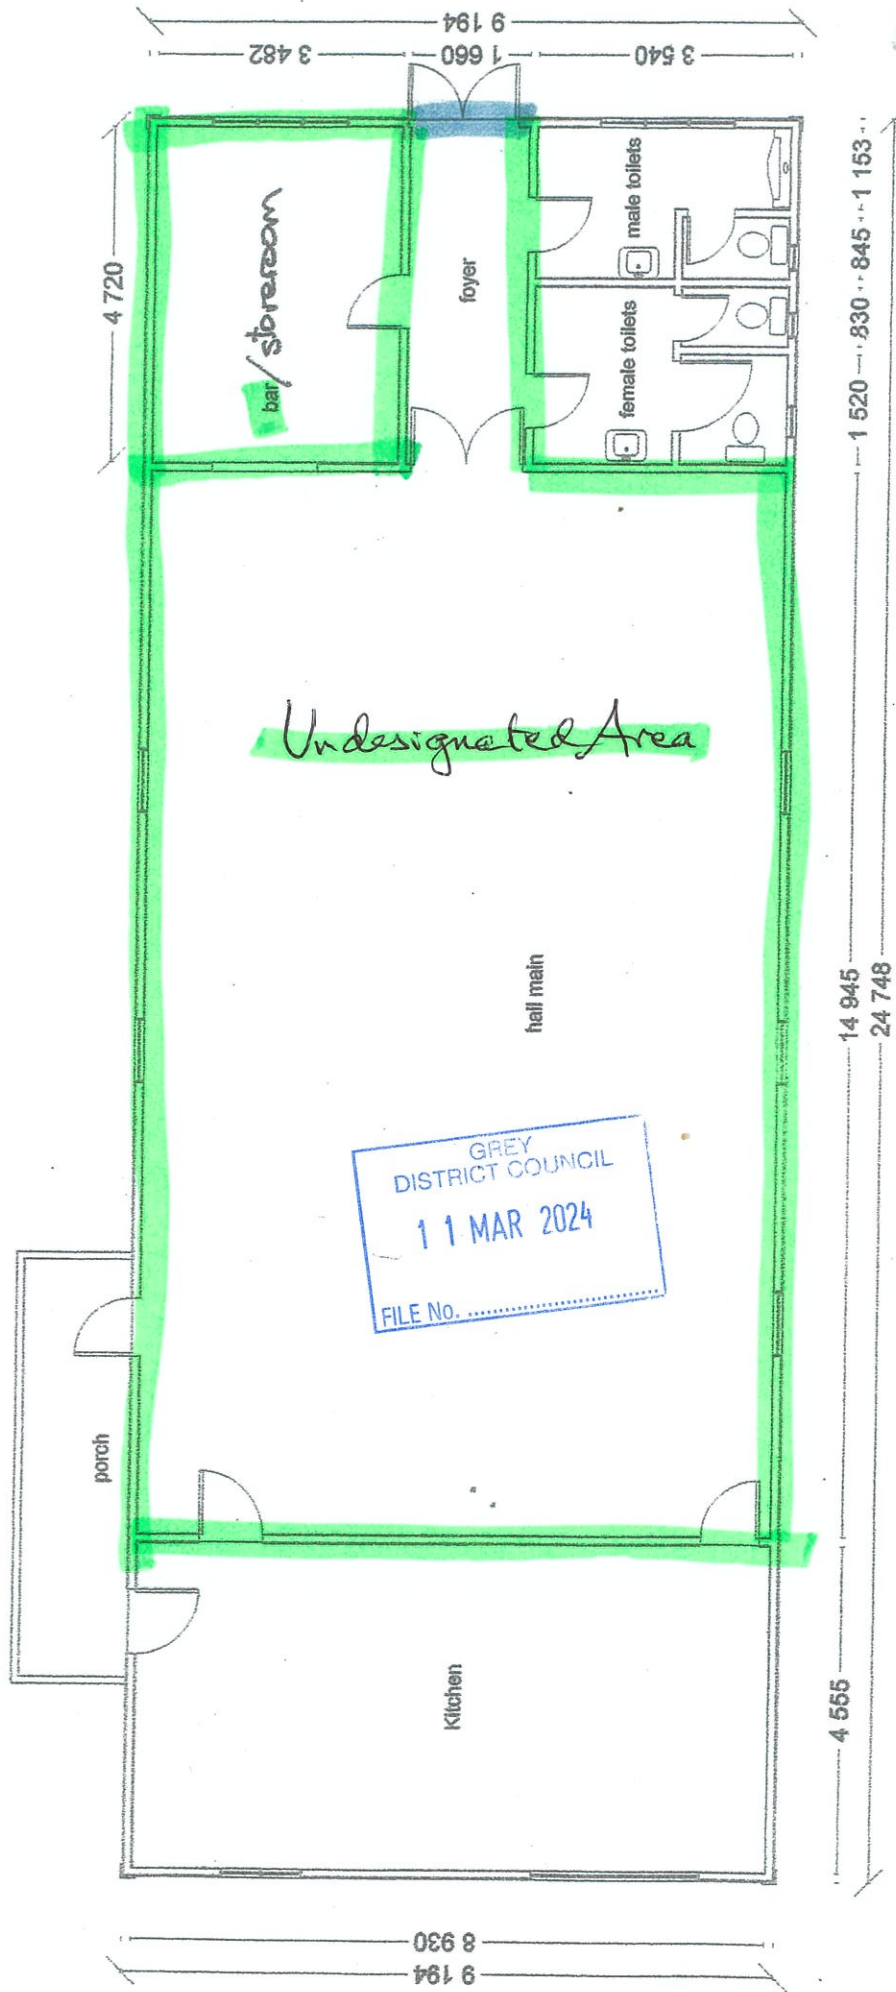 9 194
3 482
1 660
3 540
4 720
bar/storeroom
foyer
male toilets
female toilets
1 520
830
845
1 153
Undesignated Area
hall main
14 945
24 748
GREY
DISTRICT COUNCIL
1 1 MAR 2024
FILE No. ........................................
porch
Kitchen
4 555
8 930
9 194